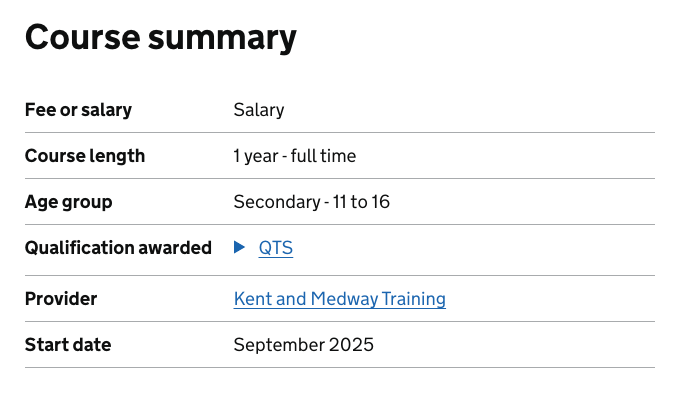 Course summary
Fee or salary Salary
Course length 1 year - full time
Age group Secondary - 11 to 16
Qualification awarded QTS
Provider Kent and Medway Training
Start date September 2025